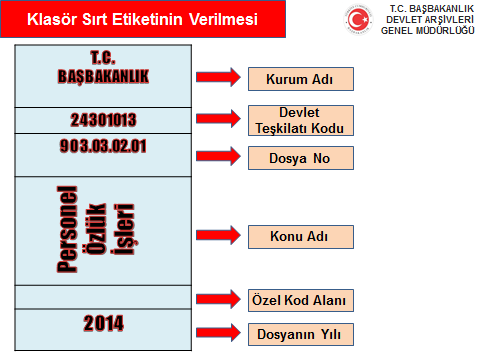 Klasör Sırt Etiketinin Verilmesi
T.C. BAŞBAKANLIK
DEVLET ARŞİVLERİ
GENEL MÜDÜRLÜĞÜ
T.C.
BAŞBAKANLIK
Kurum Adı
24301013
Devlet
Teşkilatı Kodu
903.03.02.01
Dosya No
Personel
Özlük
İşleri
Konu Adı
Özel Kod Alanı
2014
Dosyanın Yılı